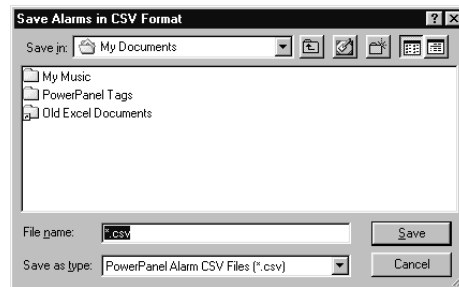 Save Alarms in CSV Format
Save in: My Documents
My Music
PowerPanel Tags
Old Excel Documents
File name: *.csv Save
Save as type: PowerPanel Alarm CSV Files (*.csv) Cancel